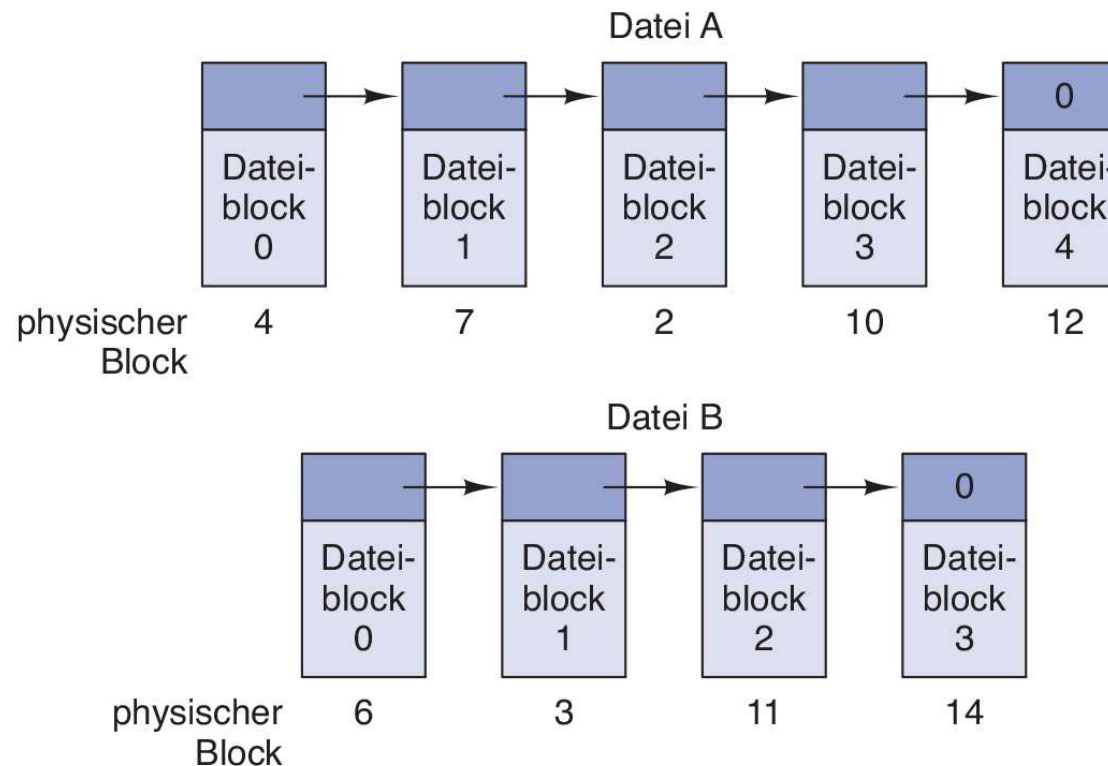 Datei A
0
Datei- Datei- Datei- Datei- Datei-
block block block block block
0 1 2 3 4
physischer 4 7 2 10 12
Block
Datei B
0
Datei- Datei- Datei- Datei-
block block block block
0 1 2 3
physischer 6 3 11 14
Block